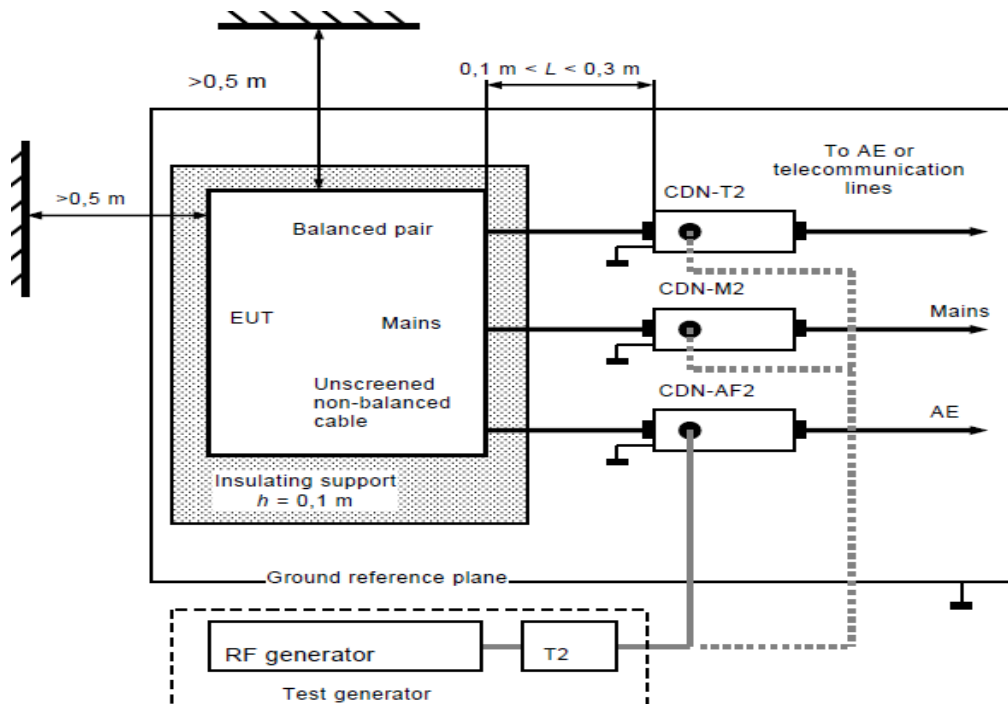 >0,5 m
0,1 m < L < 0,3 m
>0,5 m
To AE or
telecommunication
lines
CDN-T2
Balanced pair
CDN-M2
EUT
Mains
Mains
Unscreened
non-balanced
cable
CDN-AF2
AE
Insulating support
h = 0,1 m
Ground reference plane
RF generator
T2
Test generator